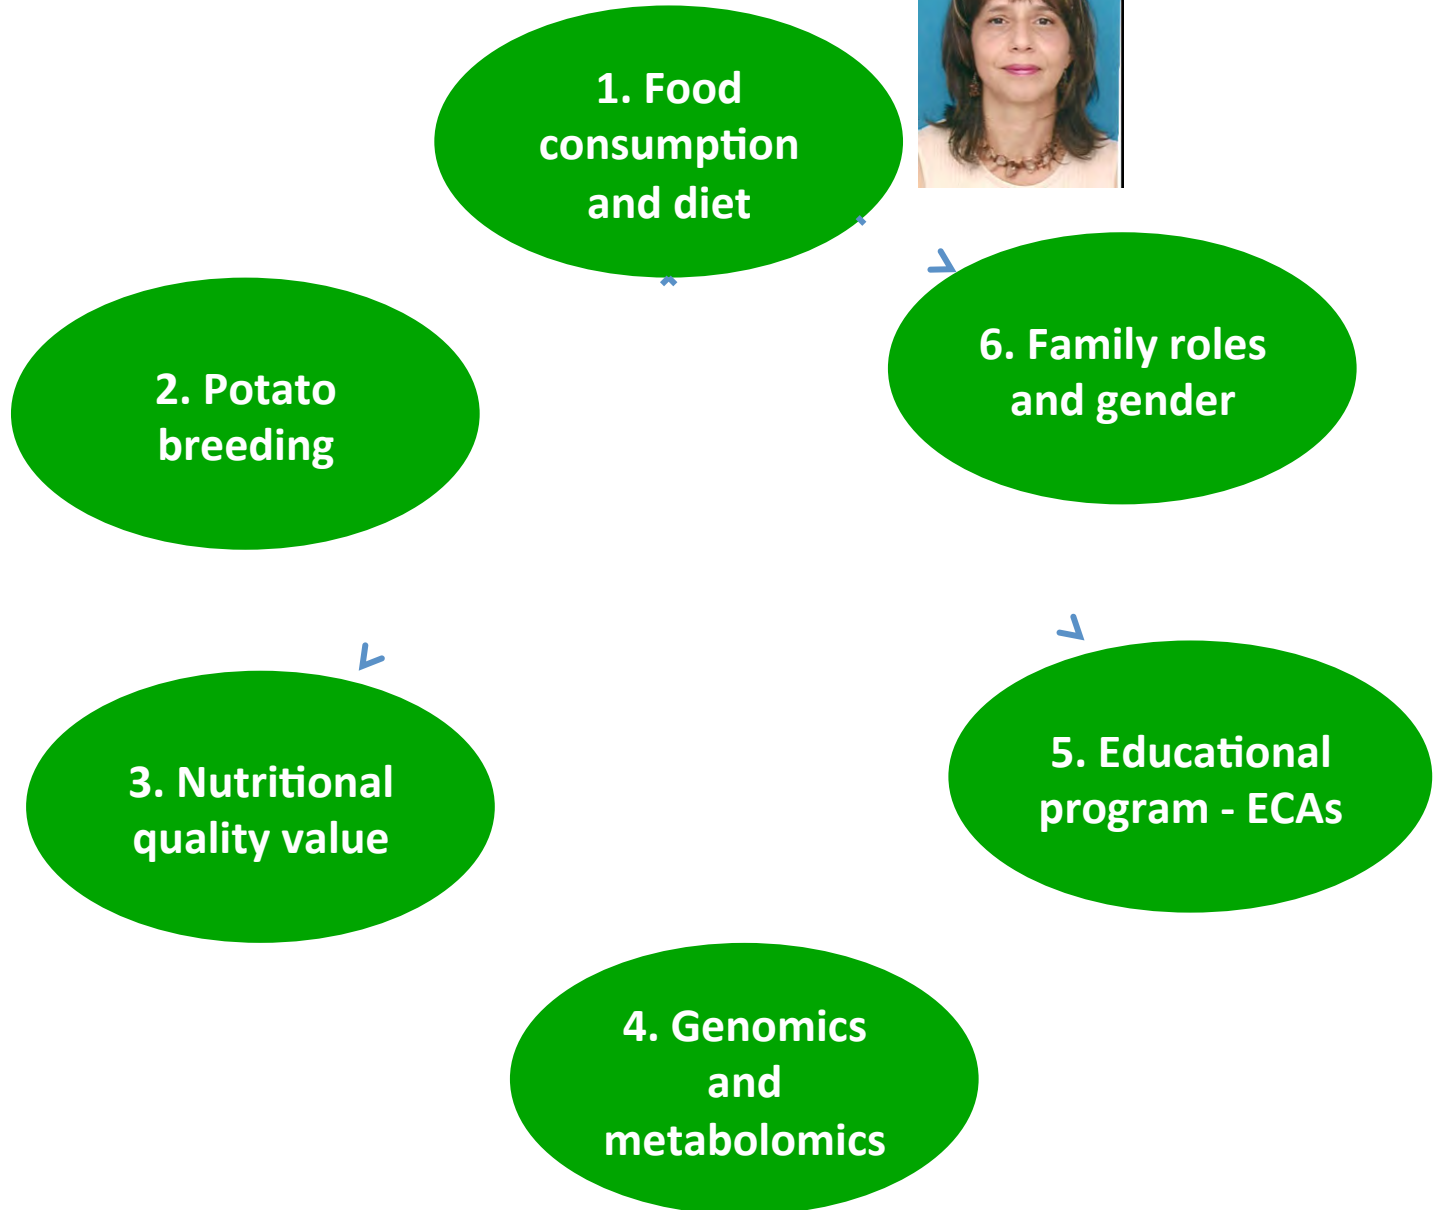 1. Food
consumption
and diet
2. Potato
breeding
3. Nutritional
quality value
4. Genomics
and
metabolomics
5. Educational
program - ECAs
6. Family roles
and gender